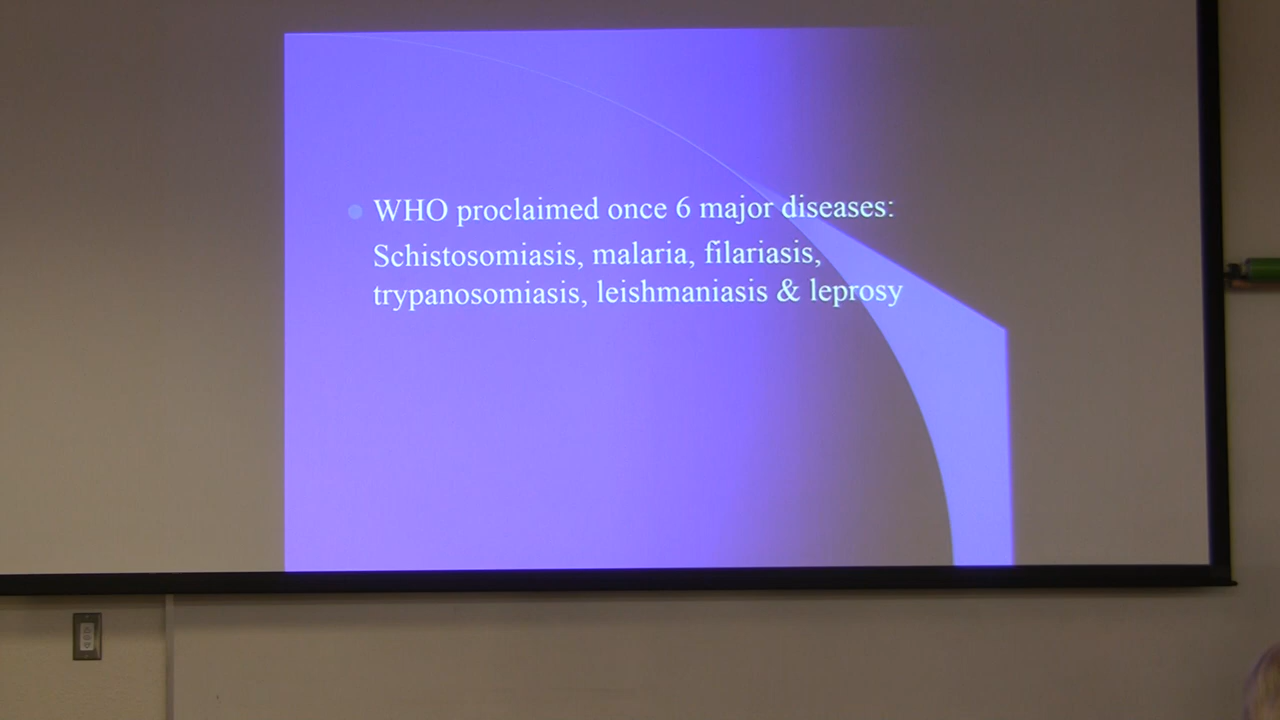 WHO proclaimed once 6 major diseases:
Schistosomiasis, malaria, filariasis,
trypanosomiasis, leishmaniasis & leprosy